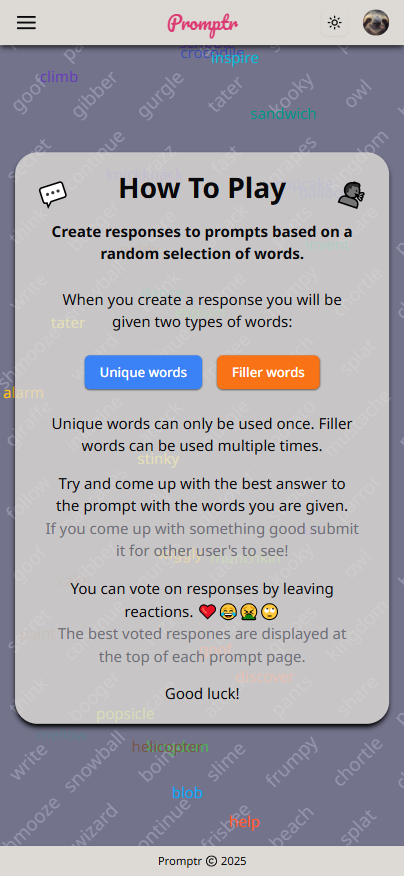 Promptr
crocodile
inspire
climb
goof
gibber
gurgle
tater
kooky
owl
sandwich
How To Play
Create responses to prompts based on a
random selection of words.
When you create a response you will be
given two types of words:
tater
Unique words
Filler words
alarm
Unique words can only be used once. Filler
words can be used multiple times.
stinky
Try and come up with the best answer to
the prompt with the words you are given.
If you come up with something good submit
it for other user's to see!
You can vote on responses by leaving
reactions. ❤️😄🤮🙄
The best voted respones are displayed at
the top of each prompt page.
discover
Good luck!
popsicle
helicopter
write
snowball
slime
frumpy
chortle
blob
help
schmooze
wizard
continue
frisbee
beach
splat
Promptr © 2025